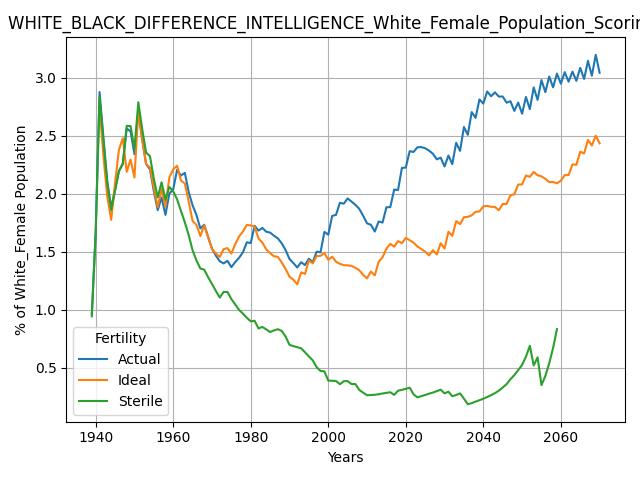 WHITE_BLACK_DIFFERENCE_INTELLIGENCE_White_Female_Population_Scorin
% of White_Female Population
3.0
2.5
2.0
1.5
1.0
0.5
Fertility
Actual
Ideal
Sterile
1940 1960 1980 2000 2020 2040 2060
Years